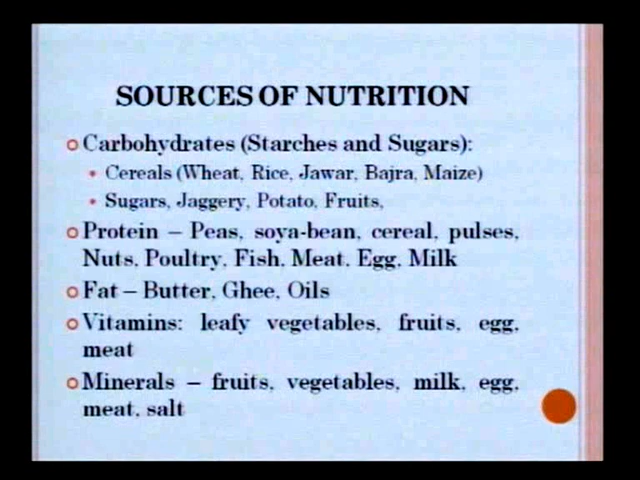 SOURCES OF NUTRITION
Carbohydrates (Starches and Sugars):
Cereals (Wheat, Rice, Jawar, Bajra, Maize)
Sugars, Jaggery, Potato, Fruits,
Protein – Peas, soya-bean, cereal, pulses,
Nuts, Poultry, Fish, Meat, Egg, Milk
Fat – Butter, Ghee, Oils
Vitamins: leafy vegetables, fruits, egg,
meat
Minerals – fruits, vegetables, milk, egg,
meat, salt